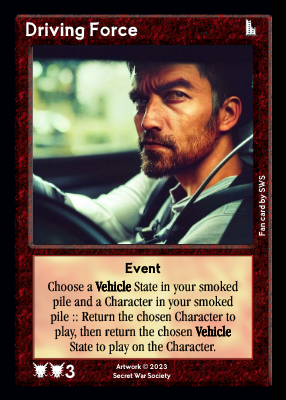 Driving Force
Fan card by SWS
Event
Choose a Vehicle State in your smoked
pile and a Character in your smoked
pile :: Return the chosen Character to
play, then return the chosen Vehicle
State to play on the Character.
3
Artwork © 2023
Secret War Society